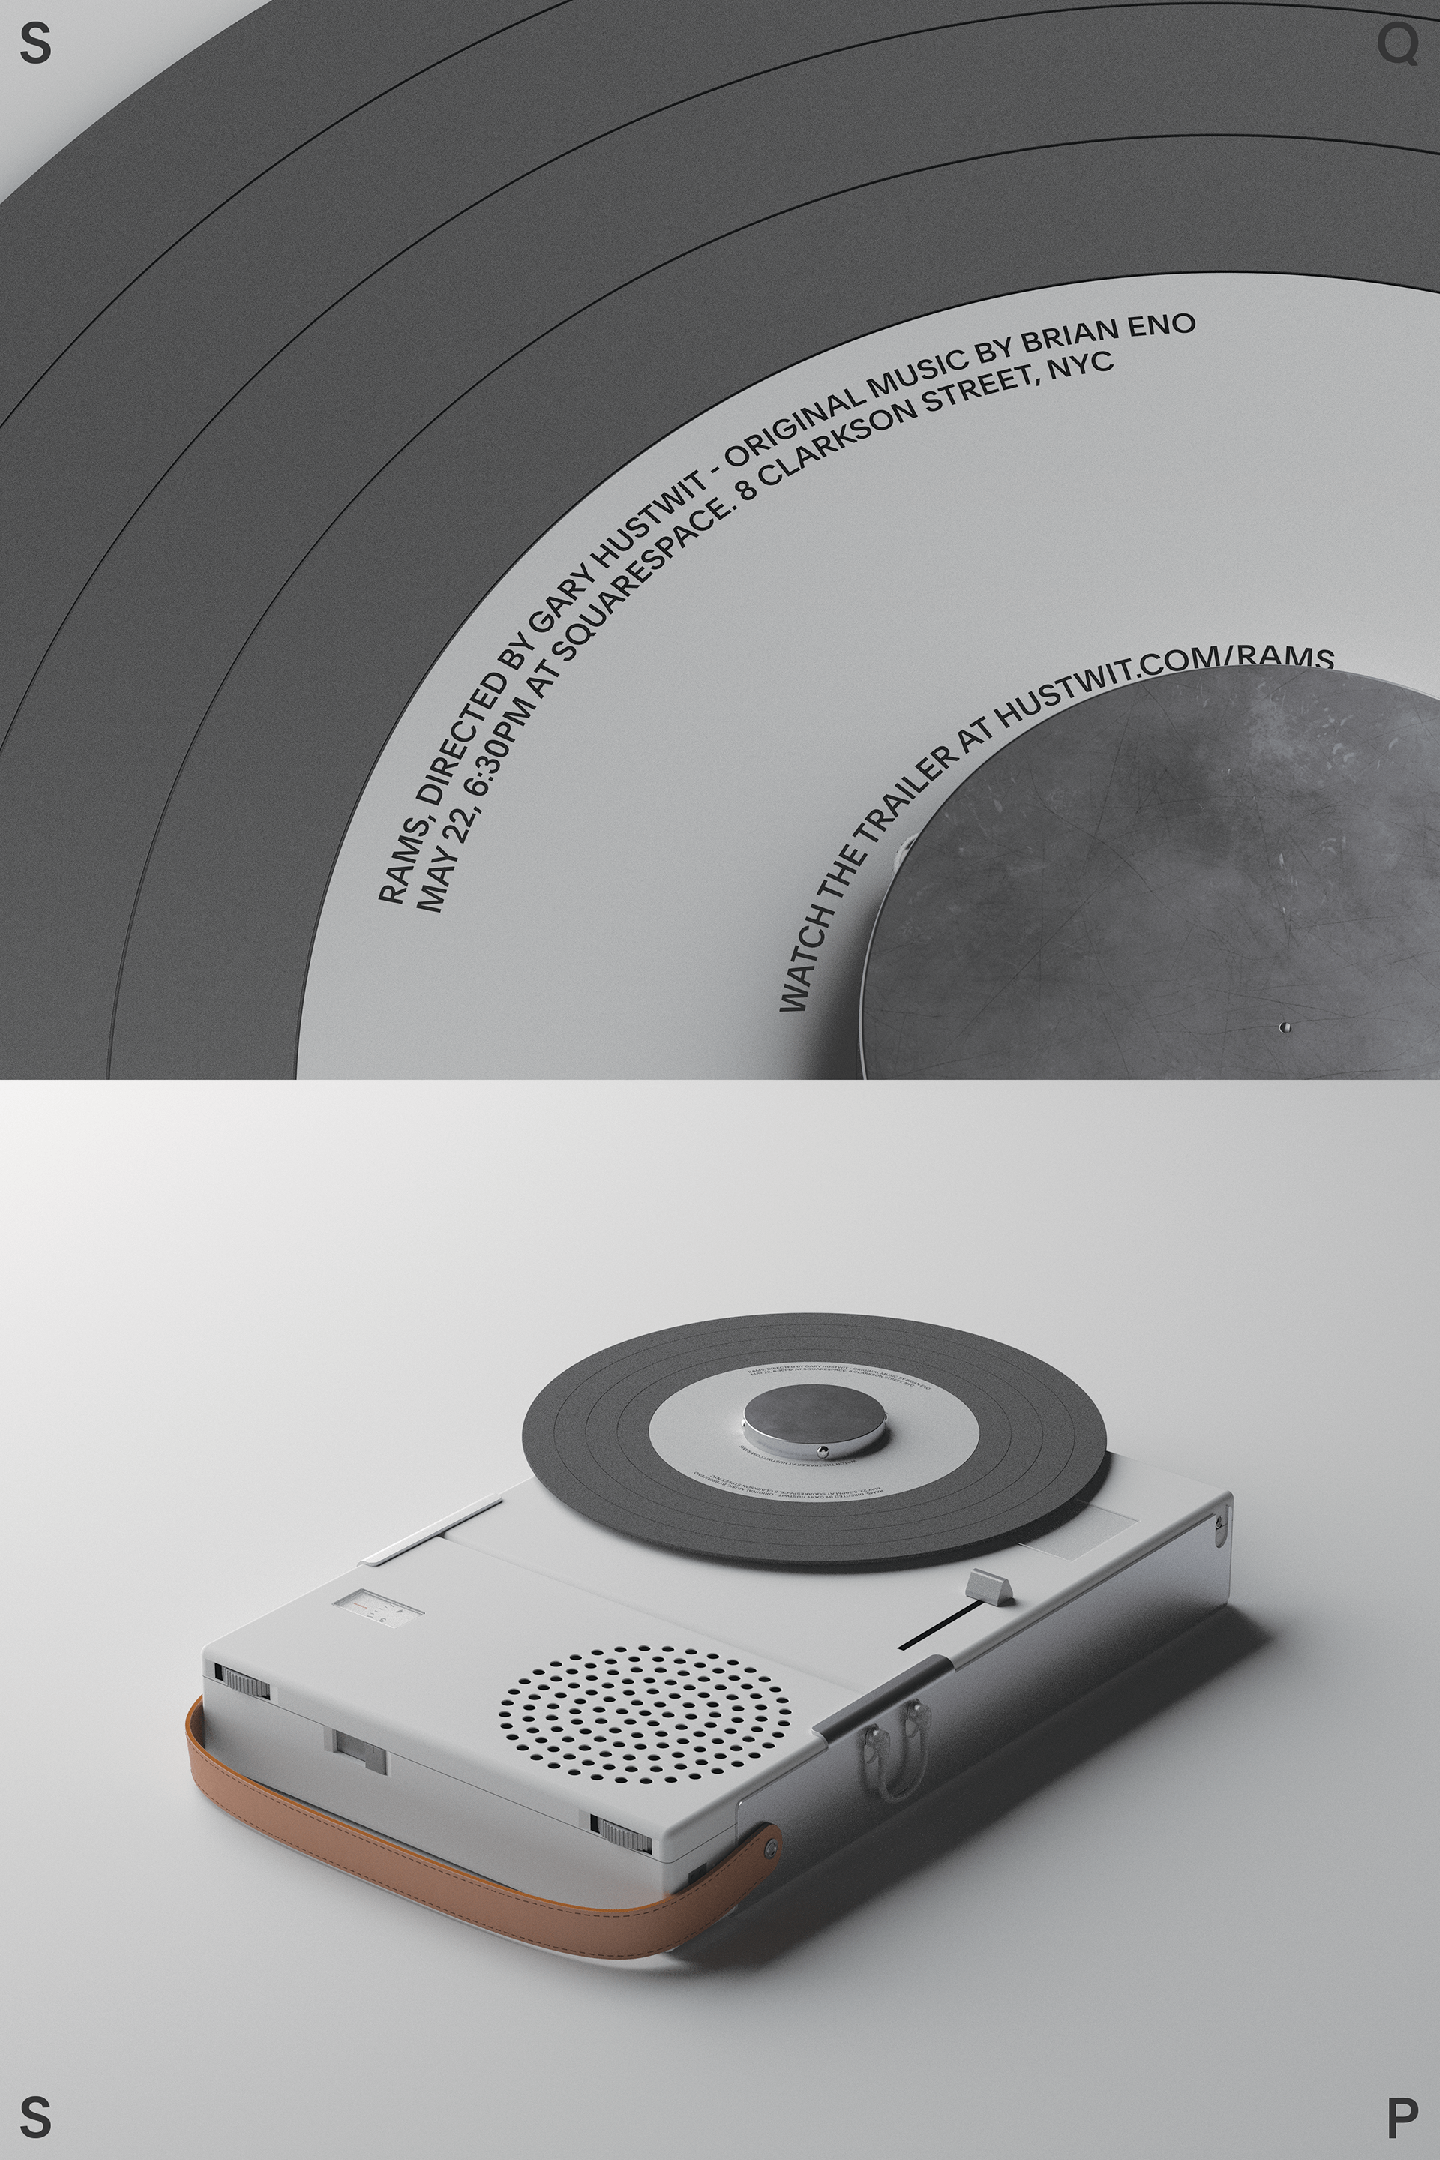 S
Q
RAMS, DIRECTED BY GARY HUSTWIT - ORIGINAL MUSIC BY BRIAN ENO
MAY 22, 6:30PM AT SQUARESPACE. 8 CLARKSON STREET, NYC
WATCH THE TRAILER AT HUSTWIT.COM/RAMS
S
P